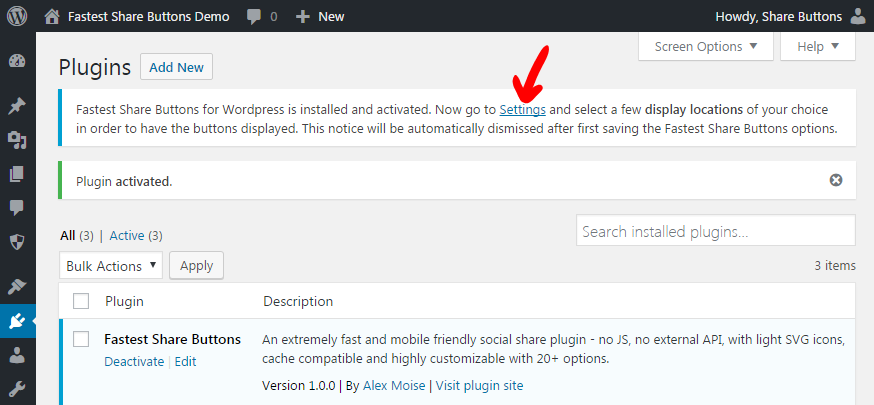 Fastest Share Buttons Demo 0 New Howdy, Share Buttons
Screen Options Help
Plugins Add New
Fastest Share Buttons for Wordpress is installed and activated. Now go to Settings and select a few display locations of your choice
in order to have the buttons displayed. This notice will be automatically dismissed after first saving the Fastest Share Buttons options.
Plugin activated.
All (3) | Active (3)
Search installed plugins...
Bulk Actions Apply
3 items
Plugin Description
Fastest Share Buttons An extremely fast and mobile friendly social share plugin - no JS, no external API, with light SVG icons,
Deactivate | Edit cache compatible and highly customizable with 20+ options.
Version 1.0.0 | By Alex Moise | Visit plugin site